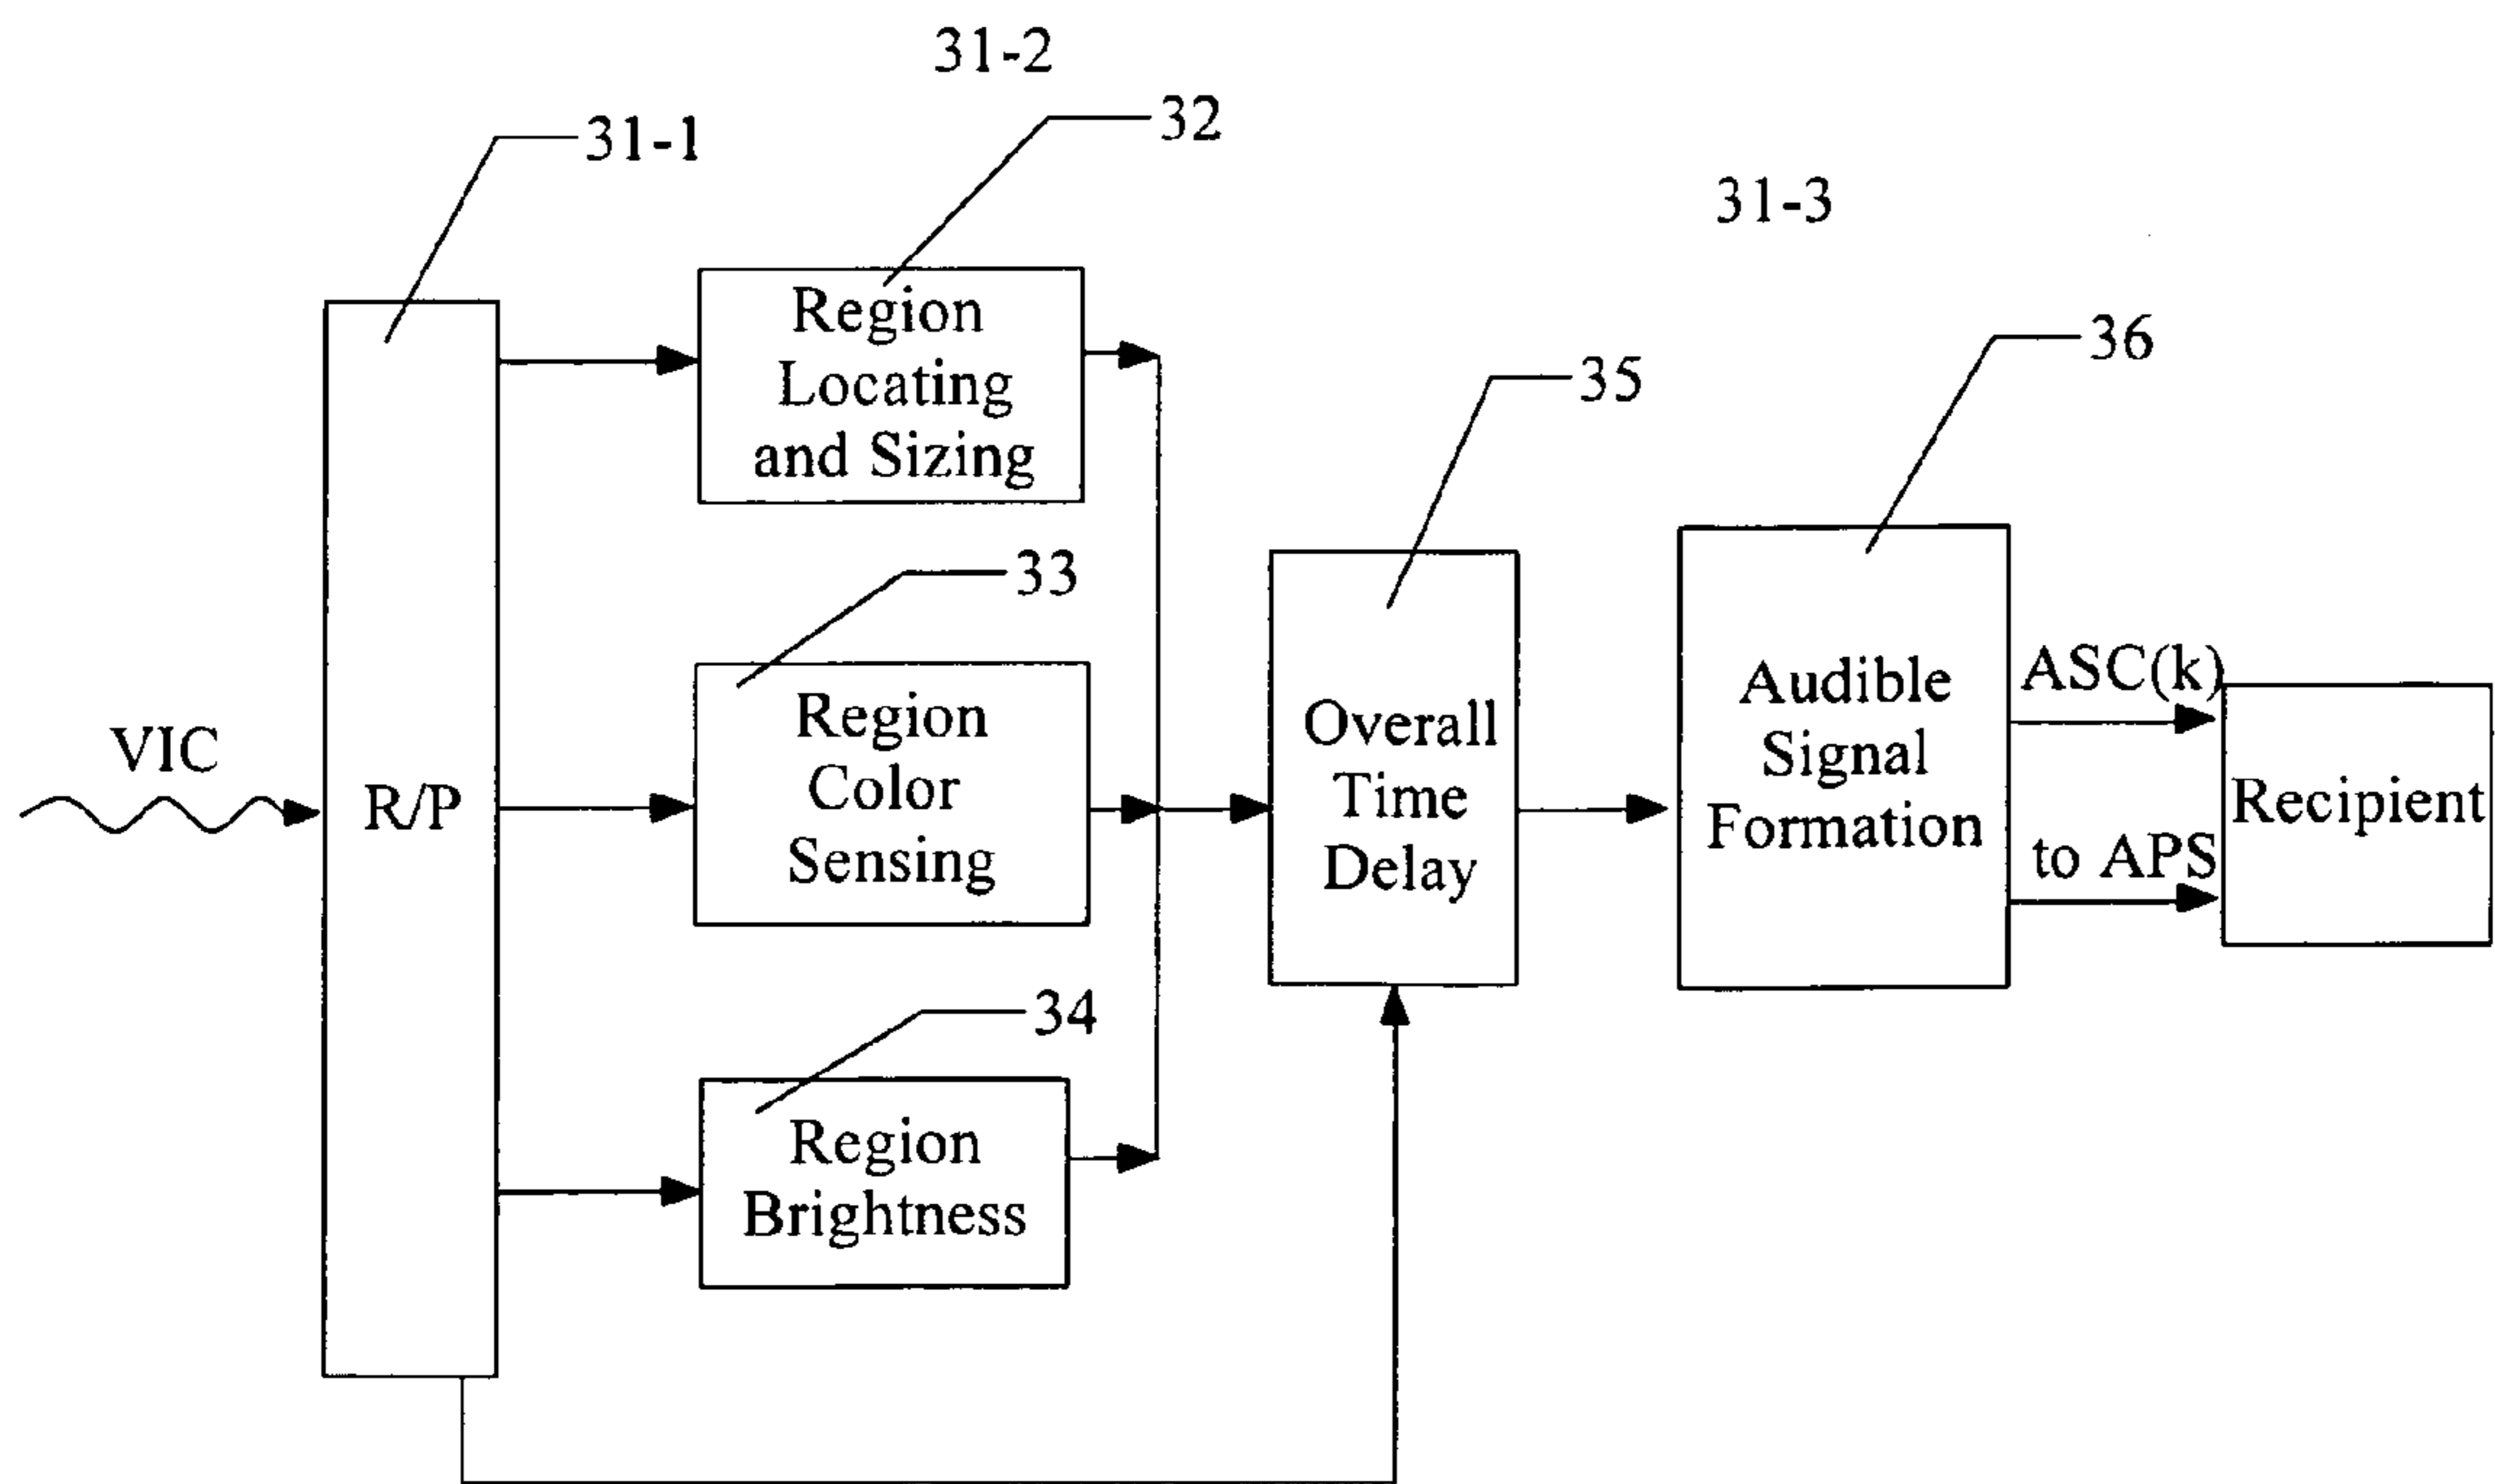 31-2
31-1
32
31-3
Region
Locating
and Sizing
36
35
33
Region
Color
Sensing
VIC
R/P
Overall
Time
Delay
Audible
Signal
Formation
ASC(k)
to APS
Recipient
34
Region
Brightness